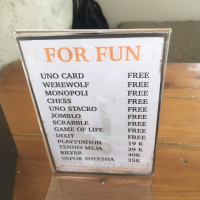 FOR FUN
UNO CARD FREE
WEREWOLF FREE
MONOPOLI FREE
CHESS FREE
UNO STACKO FREE
JOMBLO FREE
SCRABBLE FREE
GAME OF LIFE FREE
DIXIT FREE
PLAYSTATION 19 K
TENNIS MEJA 29 K
BILYAR 40K
VAPOR SHEESHA 35K